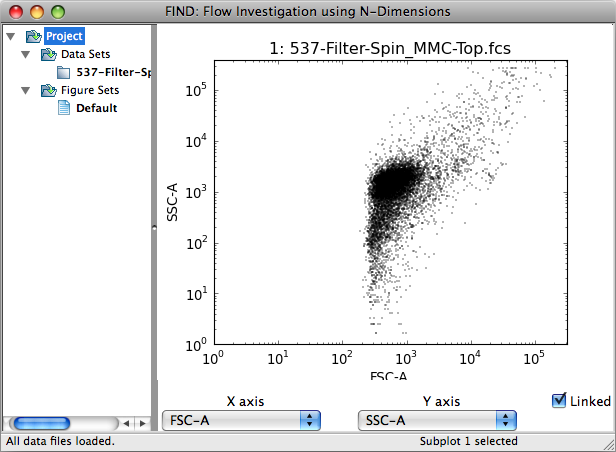 FIND: Flow Investigation using N-Dimensions
Project
Data Sets
537-Filter-Sp
Figure Sets
Default
1: 537-Filter-Spin_MMC-Top.fcs
10^5
10^4
10^3
10^2
10^1
10^0
SSC-A
10^0 10^1 10^2 10^3 10^4 10^5
FSC-A
X axis Y axis Linked
FSC-A SSC-A
All data files loaded. Subplot 1 selected